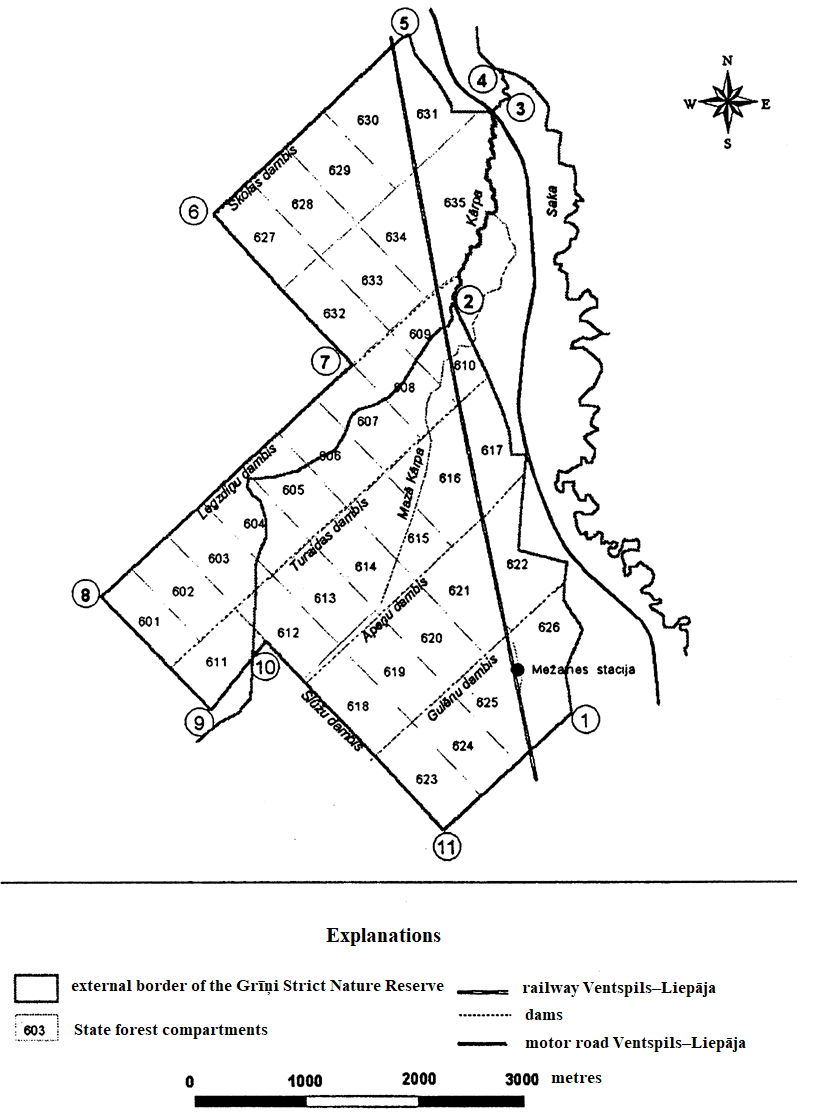 5
N
W E
S
4
3
630
631
Skolas dambis
629
628
635
Kārpa
Saka
6
627
634
633
2
632
609
7
610
608
607
617
606
Lēgzdiņu dambis
605
616
Mazā Kārpa
604
Turaidas dambis
615
603
614
622
8
602
613
Apeņu dambis
621
601
612
620
626
611
10
619
Mežaines stacija
Gulēnu dambis
625
9
Slūžu dambis
618
1
624
623
11
Explanations
external border of the Grīņi Strict Nature Reserve
railway Ventspils–Liepāja
603 State forest compartments
dams
motor road Ventspils–Liepāja
0 1000 2000 3000 metres